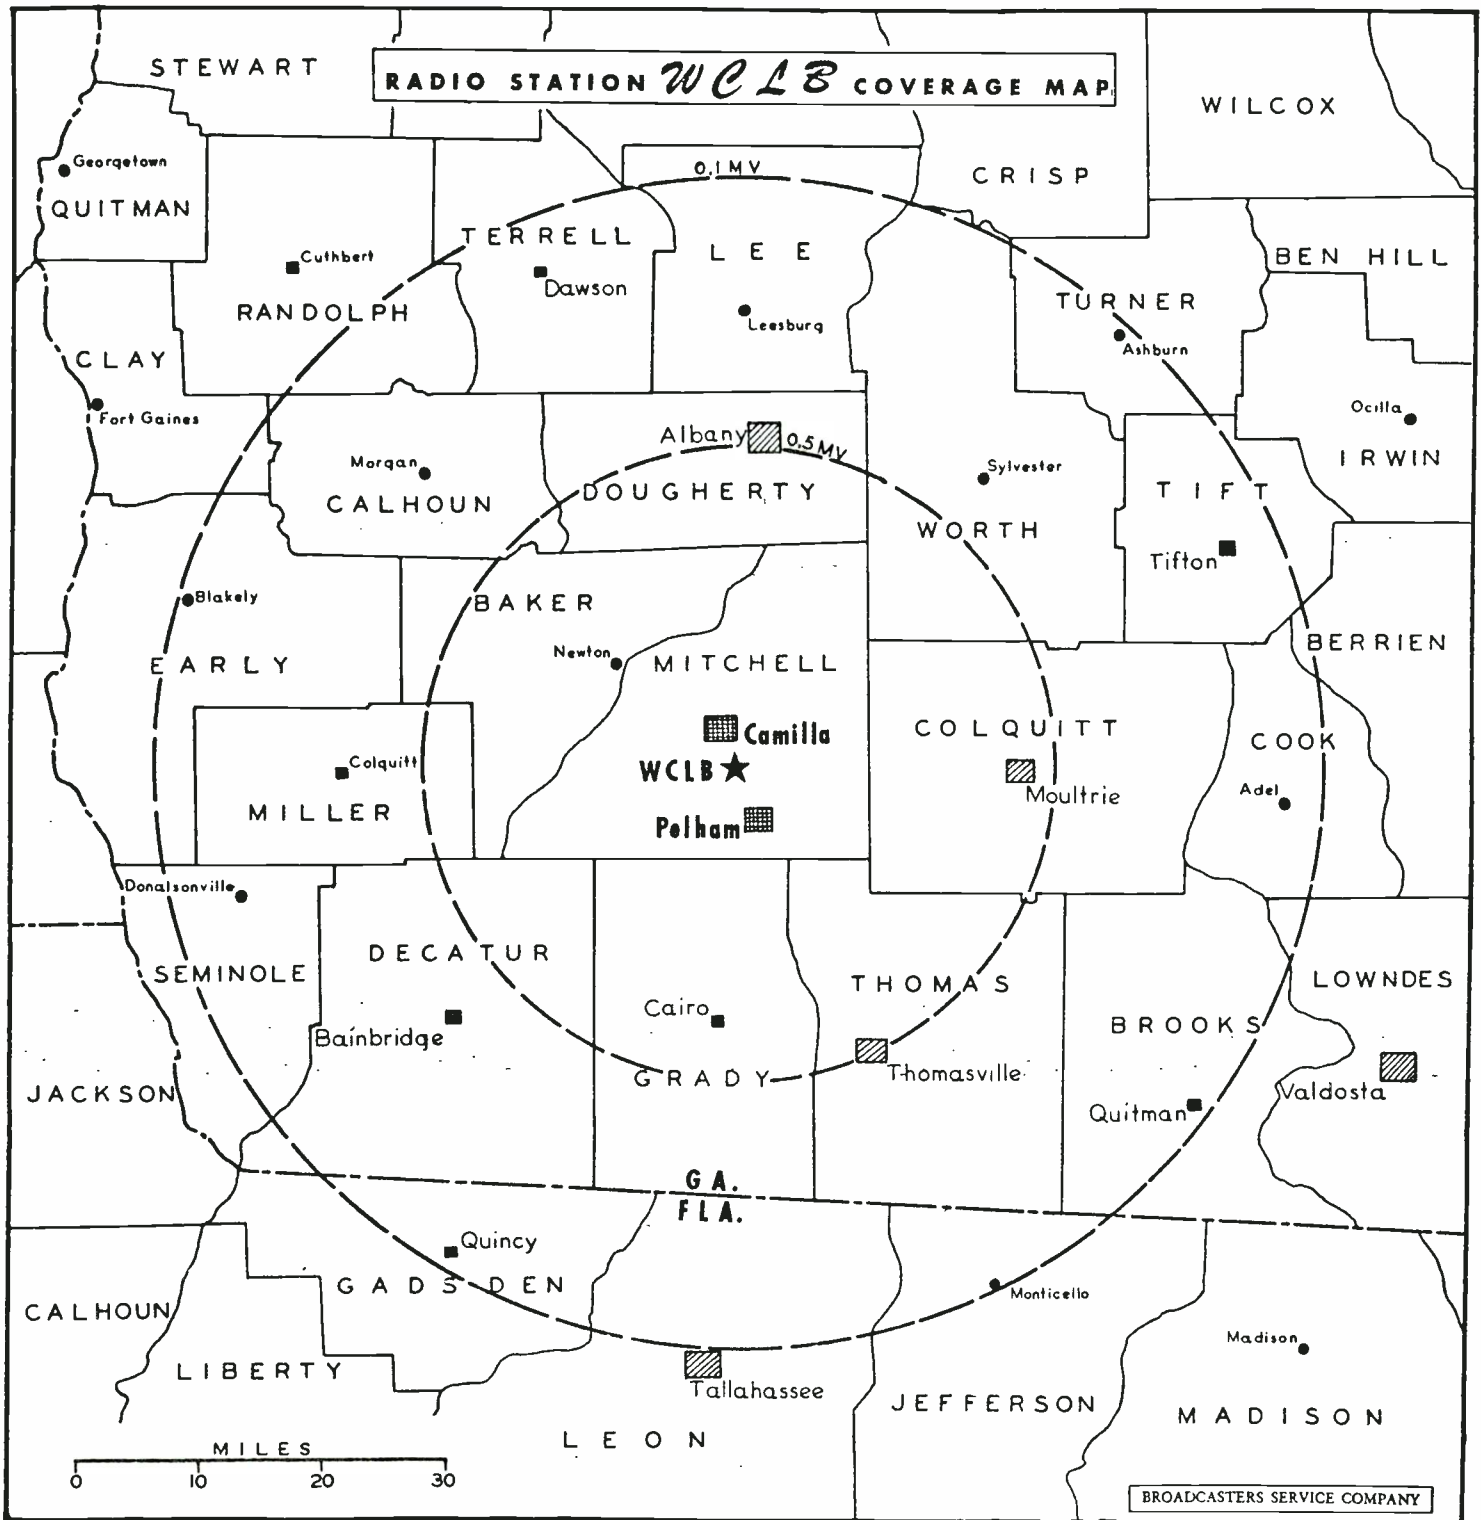 RADIO STATION WCLB COVERAGE MAP
STEWART
WILCOX
Georgetown
QUITMAN
0.1 MV
CRISP
TERRELL
LEE
BEN HILL
Cuthbert
Dawson
RANDOLPH
Leesburg
TURNER
Ashburn
CLAY
Fort Gaines
Ocilla
IRWIN
Albany
0.5 MV
Morgan
CALHOUN
DOUGHERTY
Sylvester
WORTH
TIFT
Tifton
Blakely
BAKER
EARLY
Newton
MITCHELL
BERRIEN
Camilla
COLQUITT
COOK
Colquitt
WCLB
Moultrie
Adel
MILLER
Pelham
Donalsonville
DECATUR
SEMINOLE
THOMAS
LOWNDES
Cairo
BROOKS
Bainbridge
GRADY
Thomasville
JACKSON
Quitman
Valdosta
GA.
FLA.
Quincy
GADSDEN
Monticello
CALHOUN
Madison
LIBERTY
Tallahassee
JEFFERSON
MADISON
LEON
MILES
0 10 20 30
BROADCASTERS SERVICE COMPANY